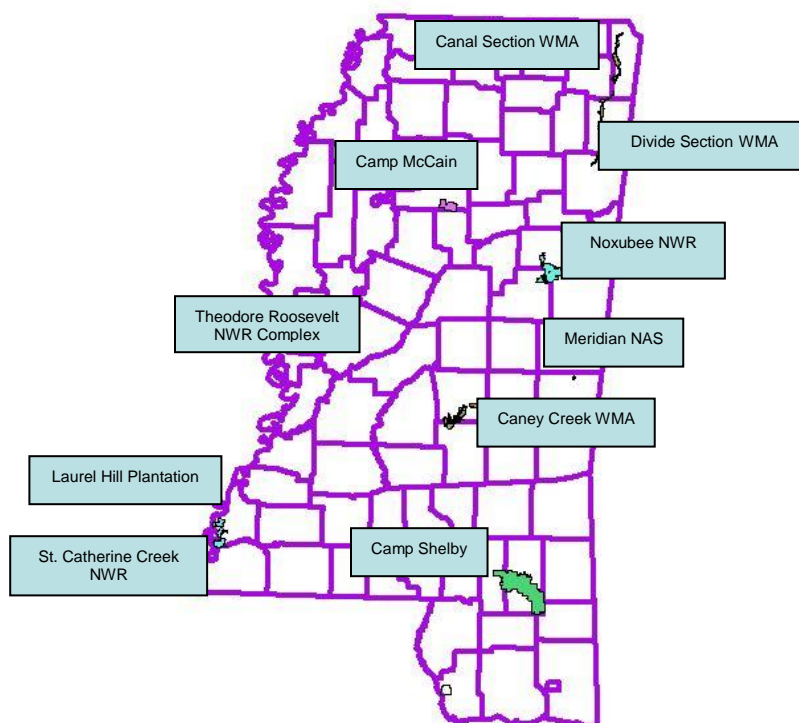 Canal Section WMA
Divide Section WMA
Camp McCain
Noxubee NWR
Theodore Roosevelt
NWR Complex
Meridian NAS
Caney Creek WMA
Laurel Hill Plantation
Camp Shelby
St. Catherine Creek
NWR